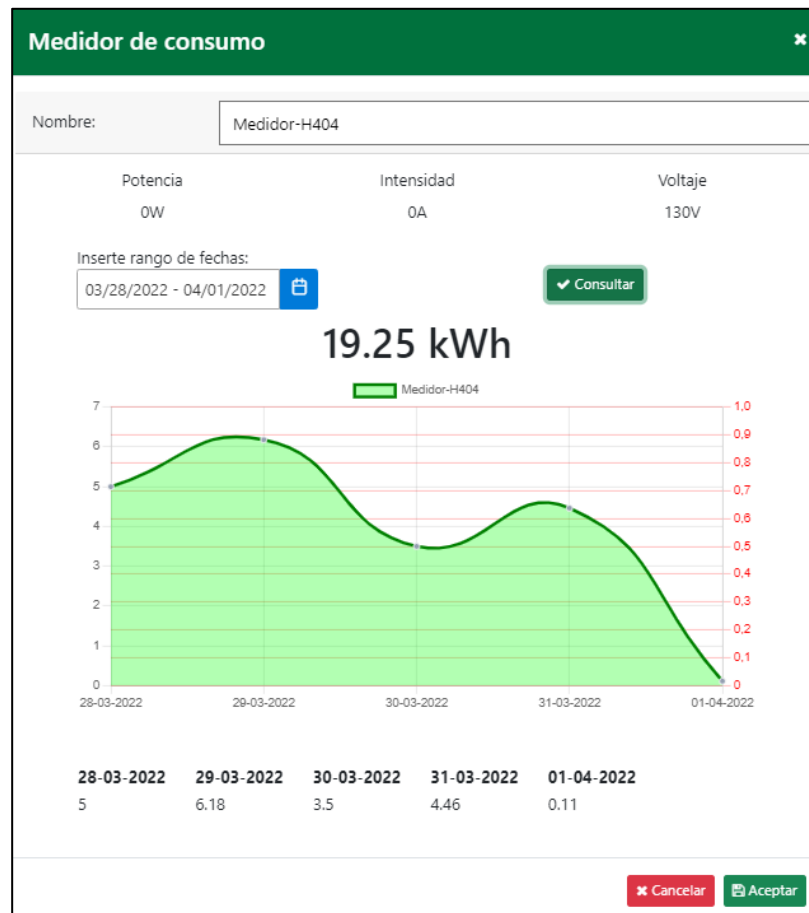 Medidor de consumo
Nombre:
Medidor-H404
Potencia Intensidad Voltaje
0W 0A 130V
Inserte rango de fechas:
03/28/2022 - 04/01/2022
Consultar
19.25 kWh
Medidor-H404
7 1,0
0,9
6
0,8
5 0,7
4 0,6
0,5
3
0,4
2 0,3
0,2
1
0,1
0 0
28-03-2022 29-03-2022 30-03-2022 31-03-2022 01-04-2022
28-03-2022 29-03-2022 30-03-2022 31-03-2022 01-04-2022
5 6.18 3.5 4.46 0.11
Cancelar Aceptar